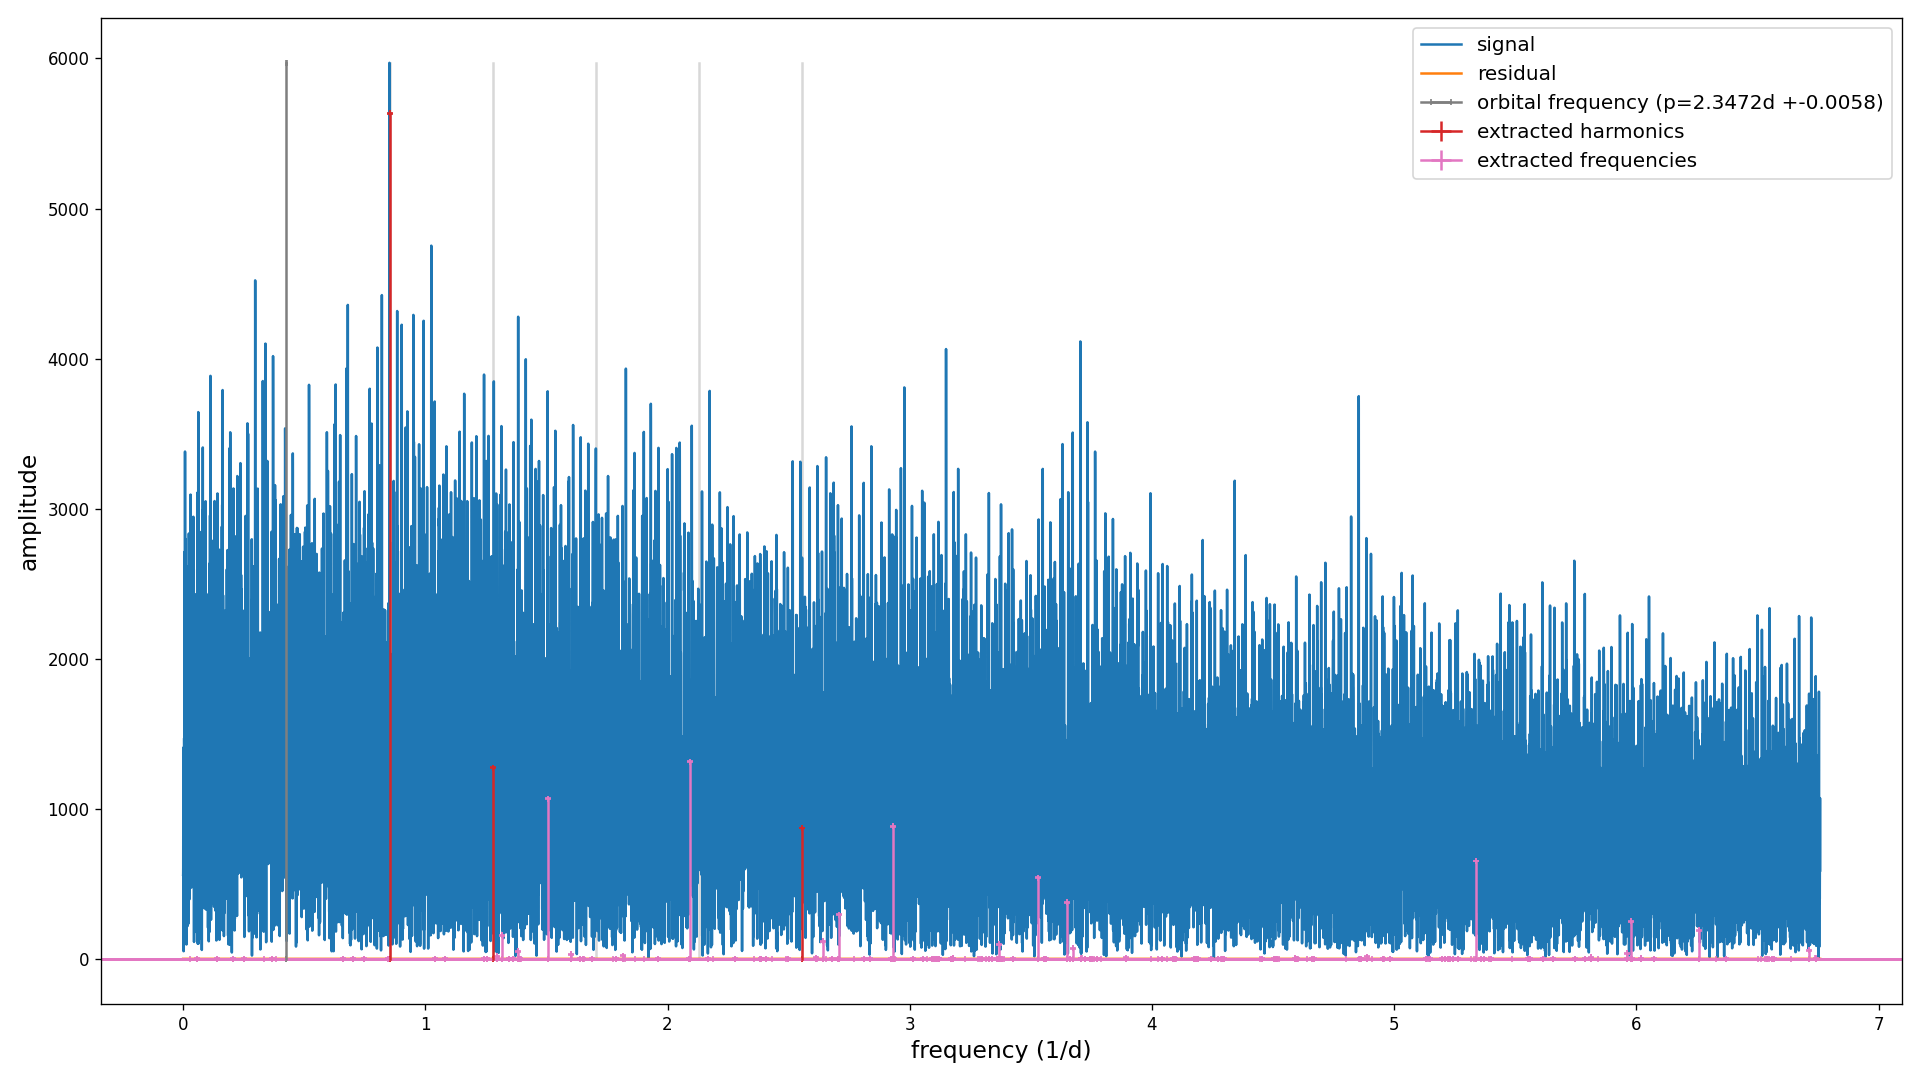 signal
residual
orbital frequency (p=2.3472d +-0.0058)
extracted harmonics
extracted frequencies
6000
5000
4000
3000
2000
1000
0
amplitude
0 1 2 3 4 5 6 7
frequency (1/d)